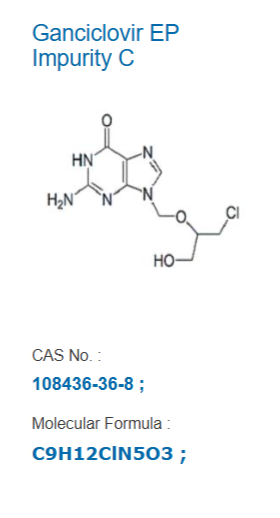 Ganciclovir EP
Impurity C
O
HN
N
H₂N
N
N
O
Cl
HO
CAS No. :
108436-36-8 ;
Molecular Formula :
C9H12ClN5O3 ;